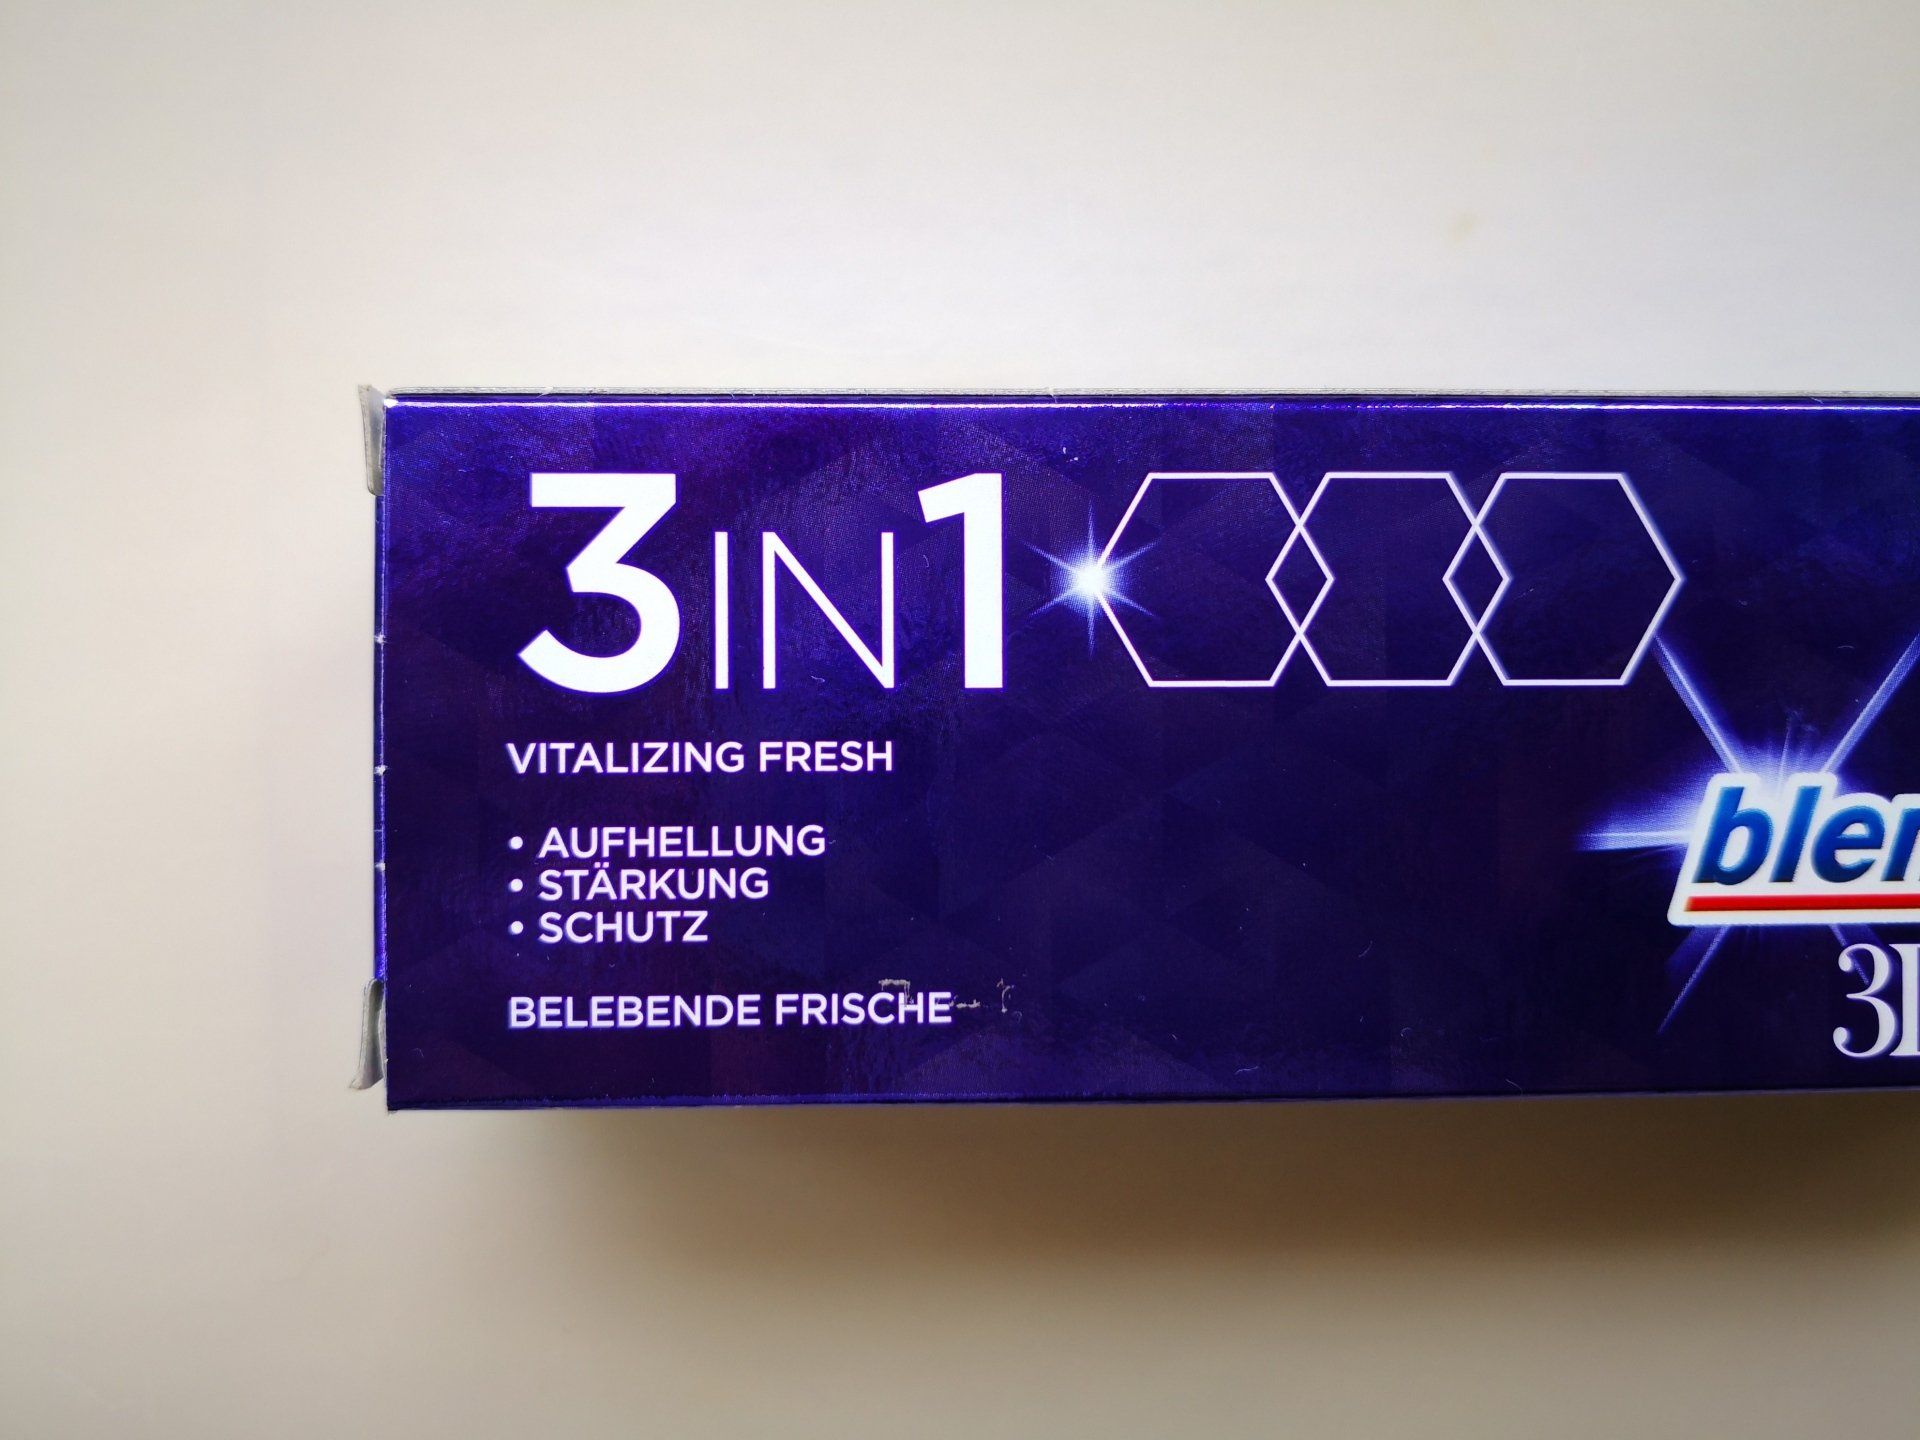 3IN1
VITALIZING FRESH
• AUFHELLUNG
• STÄRKUNG
• SCHUTZ
BELEBENDE FRISCHE